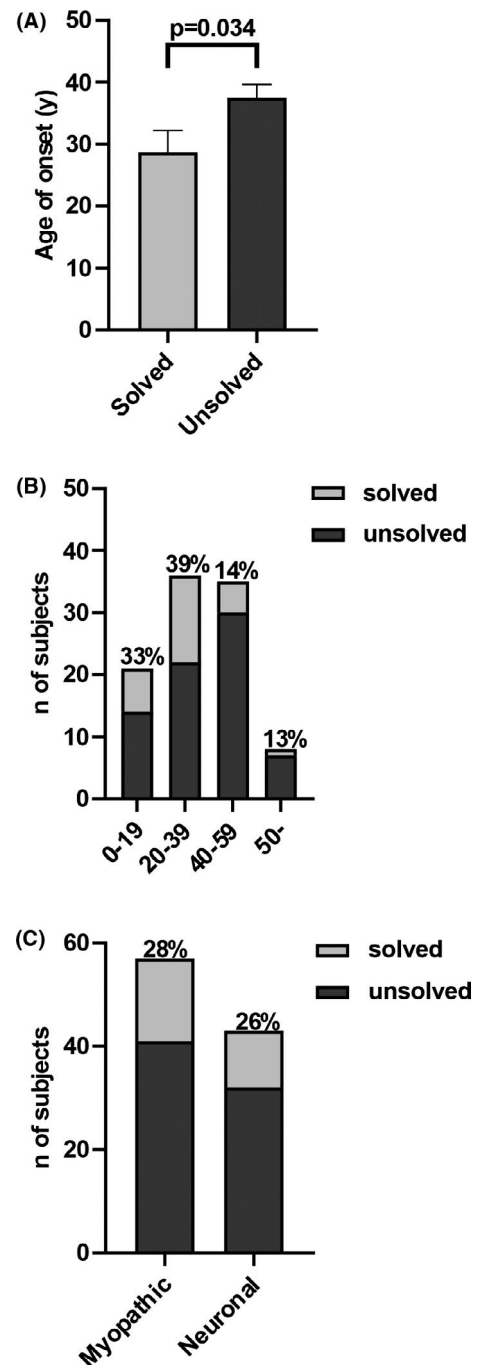 (A)
p=0.034
Age of onset (y)
50
40
30
20
10
0
Solved
Unsolved
(B)
solved
unsolved
n of subjects
50
40
30
20
10
0
33%
39%
14%
13%
0-19
20-39
40-59
50-
(C)
solved
unsolved
n of subjects
60
40
20
0
28%
26%
Myopathic
Neuronal